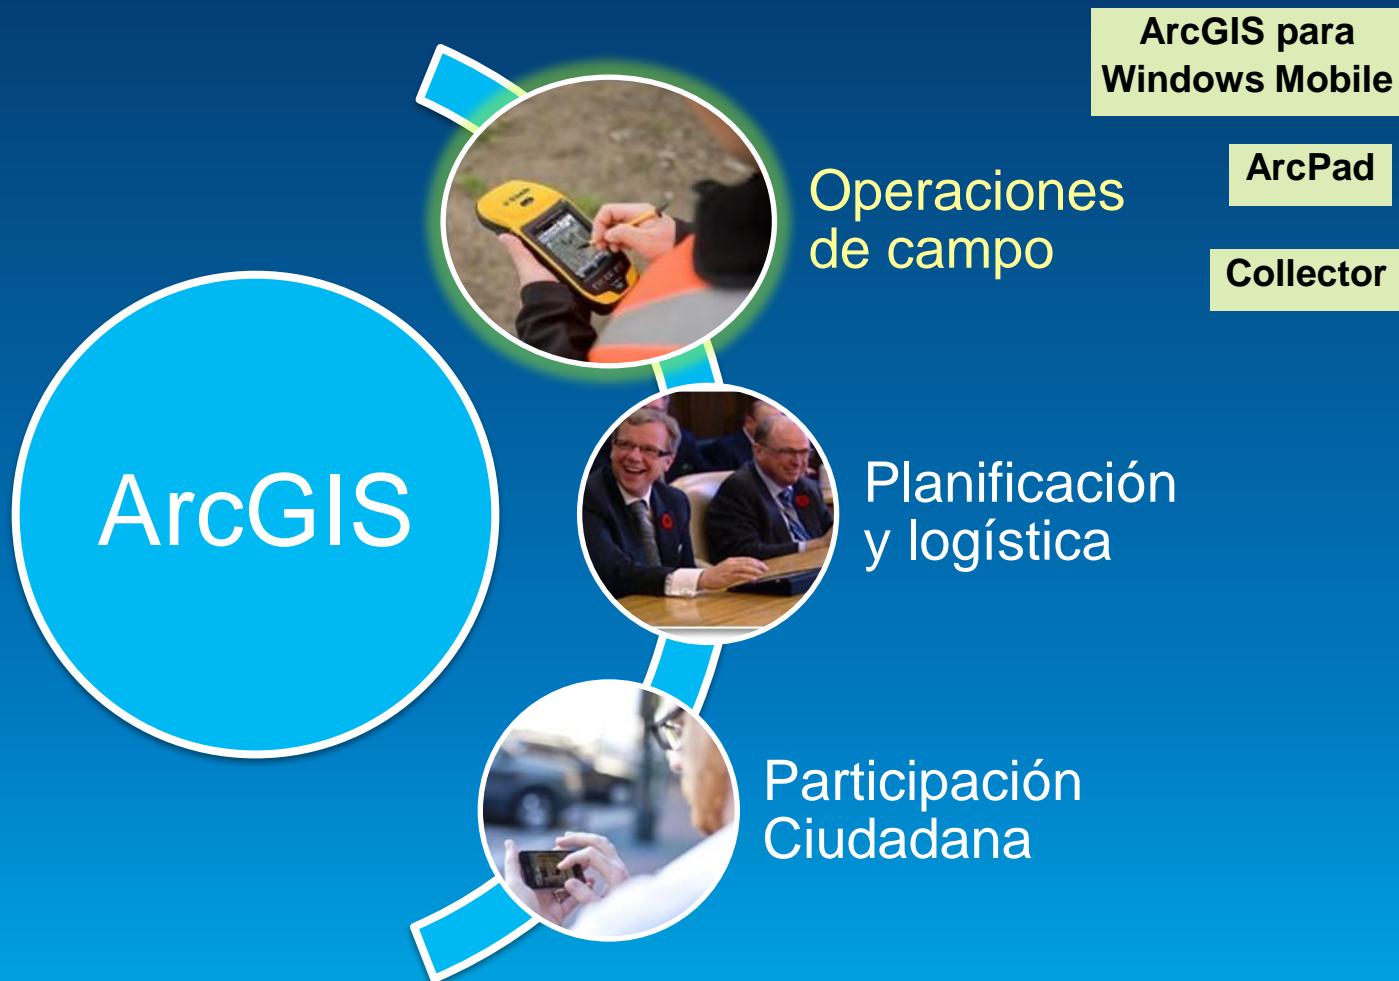 ArcGIS para
Windows Mobile
ArcPad
Collector
Operaciones
de campo
ArcGIS
Planificación
y logística
Participación
Ciudadana